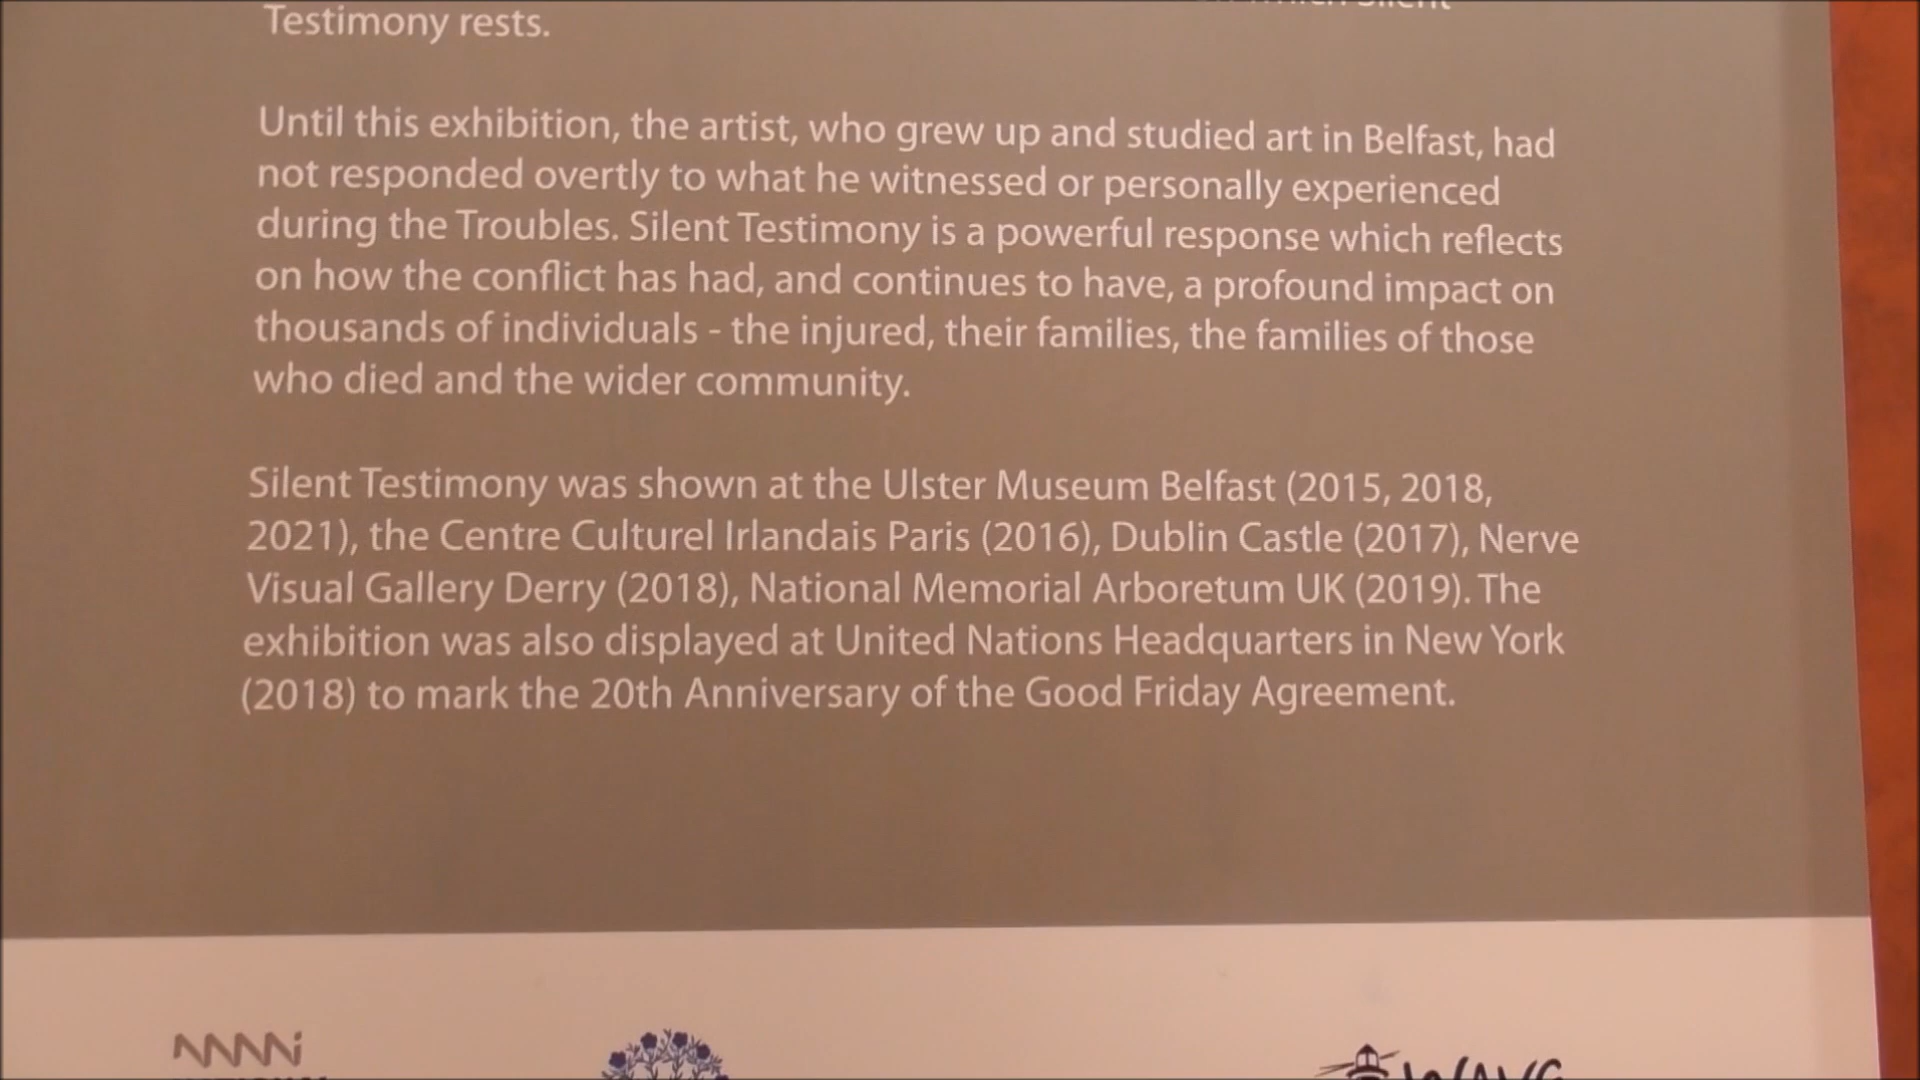 Silent
Testimony rests.
Until this exhibition, the artist, who grew up and studied art in Belfast, had
not responded overtly to what he witnessed or personally experienced
during the Troubles. Silent Testimony is a powerful response which reflects
on how the conflict has had, and continues to have, a profound impact on
thousands of individuals - the injured, their families, the families of those
who died and the wider community.
Silent Testimony was shown at the Ulster Museum Belfast (2015, 2018,
2021), the Centre Culturel Irlandais Paris (2016), Dublin Castle (2017), Nerve
Visual Gallery Derry (2018), National Memorial Arboretum UK (2019). The
exhibition was also displayed at United Nations Headquarters in New York
(2018) to mark the 20th Anniversary of the Good Friday Agreement.
NMNi
WAVE